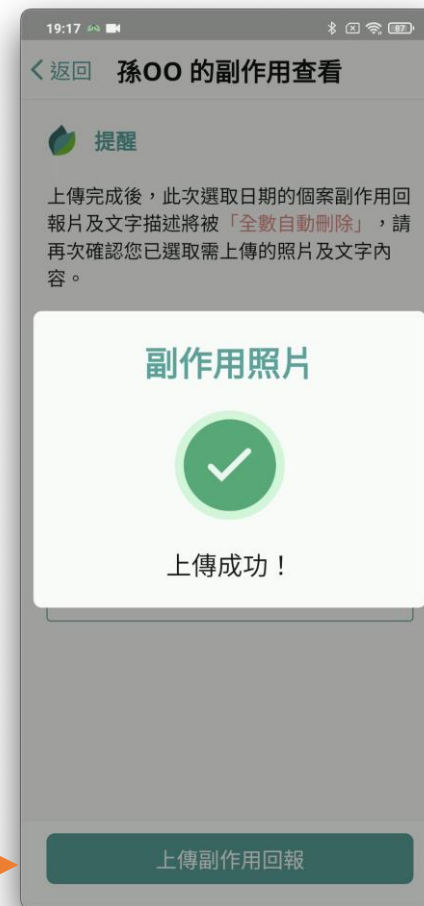 19:17
87
返回 孫OO 的副作用查看
提醒
上傳完成後，此次選取日期的個案副作用回
報片及文字描述將被「全數自動刪除」，請
再次確認您已選取需上傳的照片及文字內
容。
副作用照片
上傳成功！
上傳副作用回報